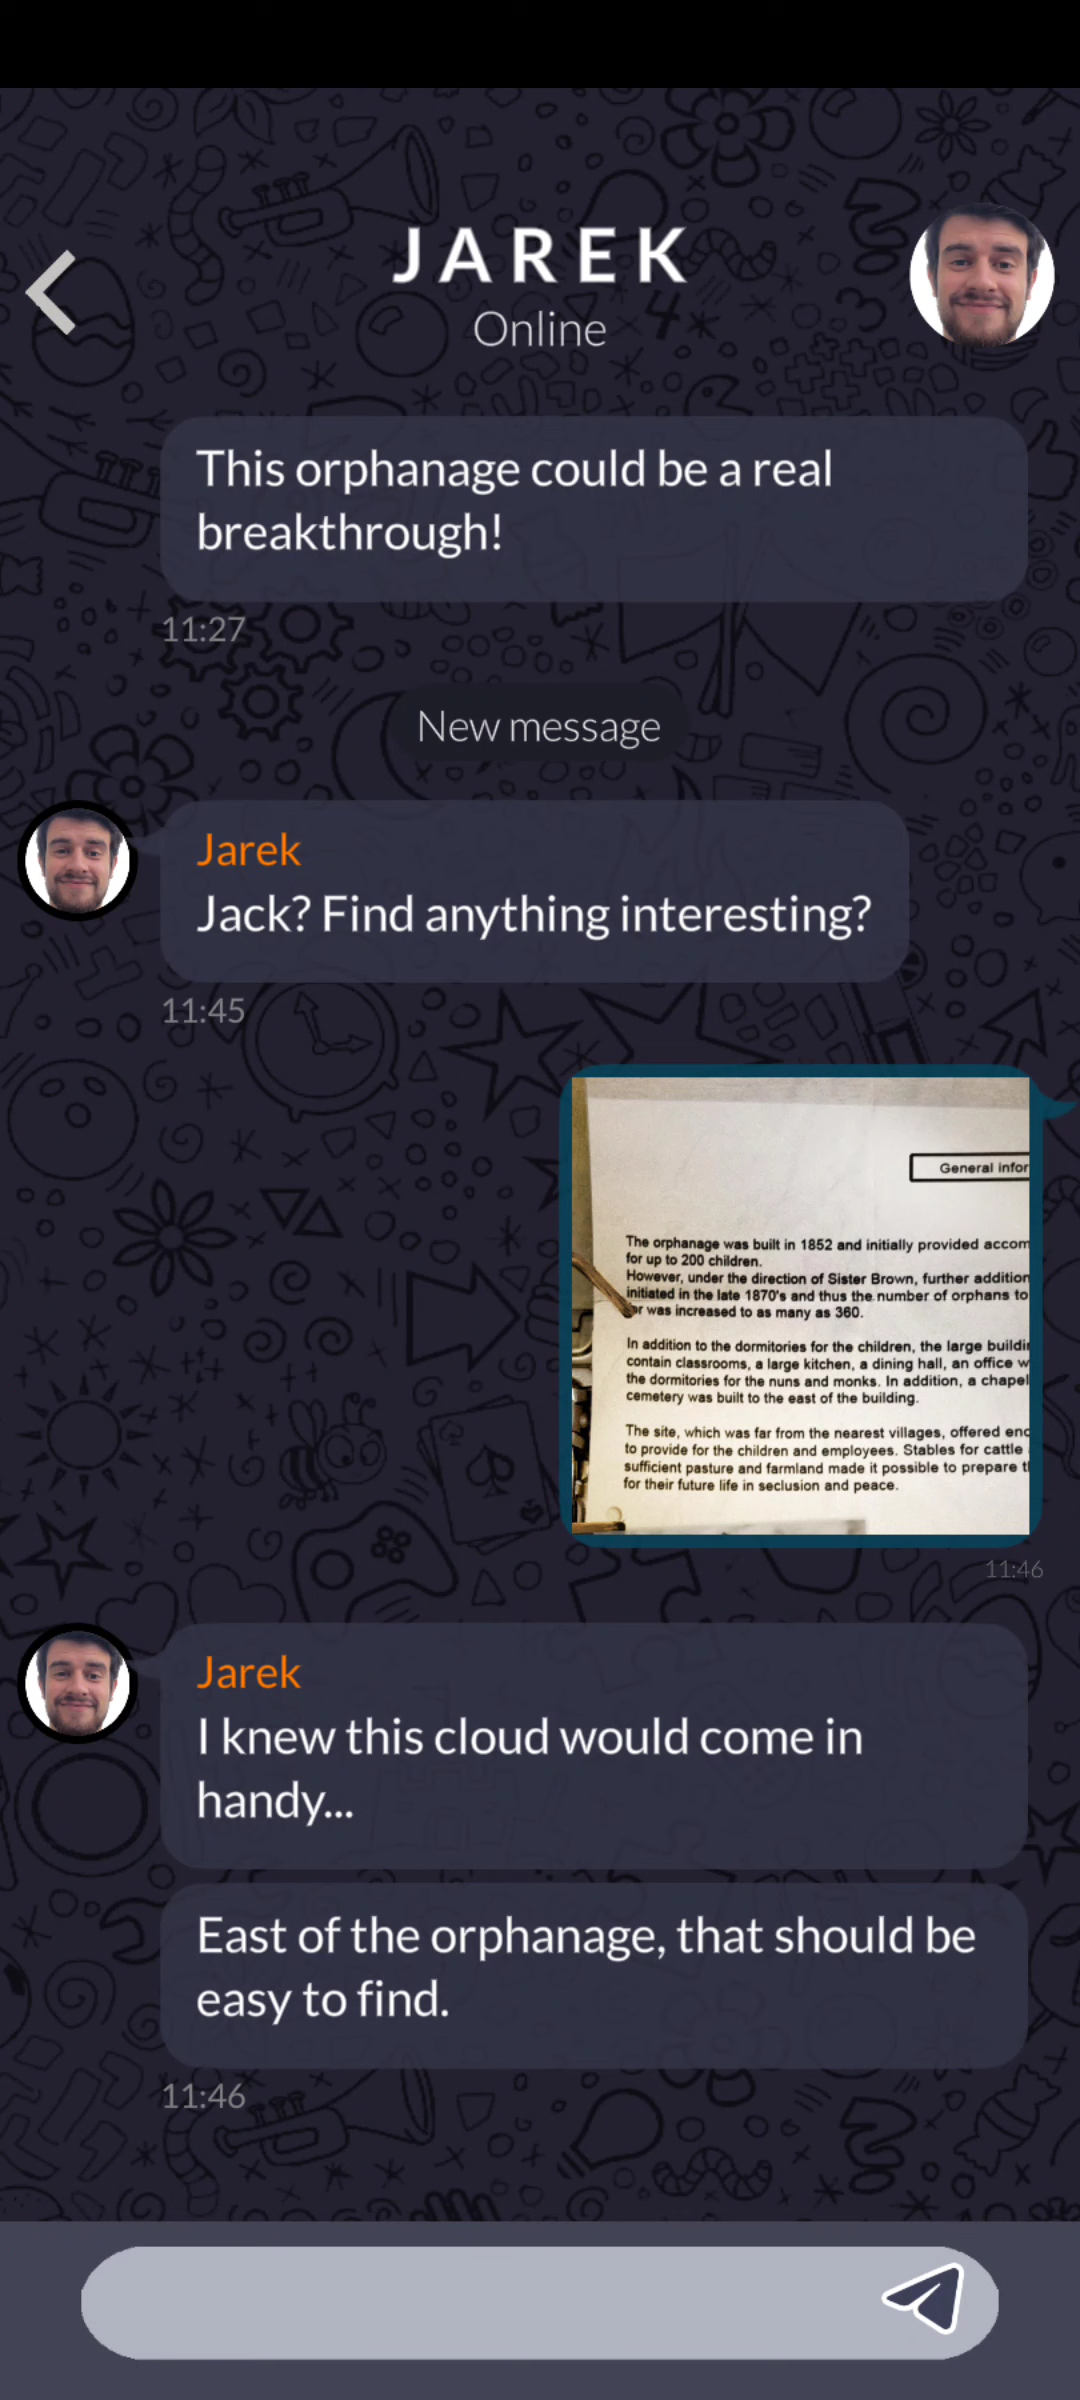 JAREK
Online
This orphanage could be a real
breakthrough!
11:27
New message
Jarek
Jack? Find anything interesting?
11:45
General infor
The orphanage was built in 1852 and initially provided accom
for up to 200 children.
However, under the direction of Sister Brown, further addition
initiated in the late 1870's and thus the number of orphans to
or was increased to as many as 360.
In addition to the dormitories for the children, the large buildi
contain classrooms, a large kitchen, a dining hall, an office w
the dormitories for the nuns and monks. In addition, a chapel
cemetery was built to the east of the building.
The site, which was far from the nearest villages, offered eno
to provide for the children and employees. Stables for cattle
sufficient pasture and farmland made it possible to prepare t
for their future life in seclusion and peace.
11:46
Jarek
I knew this cloud would come in
handy...
East of the orphanage, that should be
easy to find.
11:46